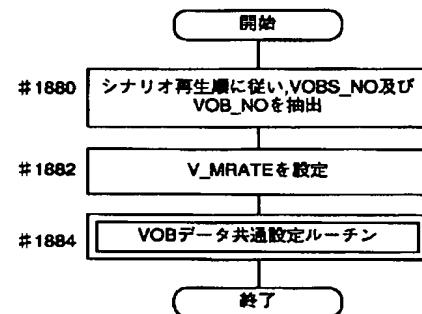 開始
#1880
シナリオ再生順に従い,VOBS_NO及び
VOB_NOを抽出
#1882
V_MRATEを設定
#1884
VOBデータ共通設定ルーチン
終了